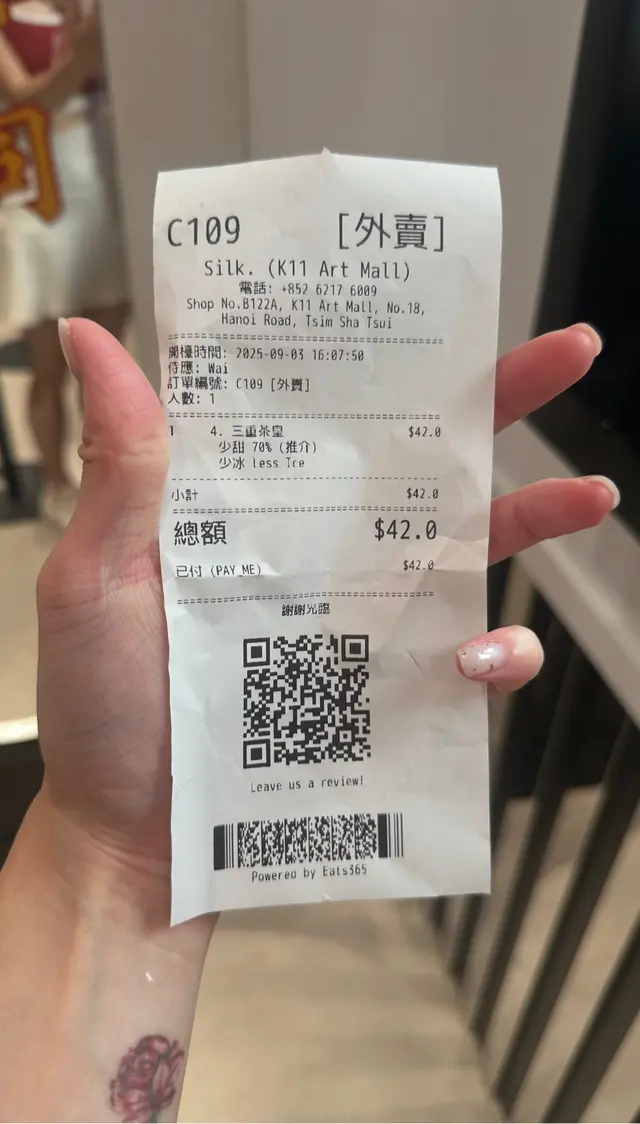 C109 [外賣]
Silk. (K11 Art Mall)
電話: +852 6217 6009
Shop No.B122A, K11 Art Mall, No.18,
Hanoi Road, Tsim Sha Tsui
開檯時間: 2025-09-03 16:07:50
侍應: Wai
訂單編號: C109 [外賣]
人數: 1
1 4. 三重茶皇 $42.0
少甜 70% (推介)
少冰 less Ice
小計 $42.0
總額 $42.0
已付 (PAY_ME) $42.0
謝謝光臨
Leave us a review!
Powered by Eats365